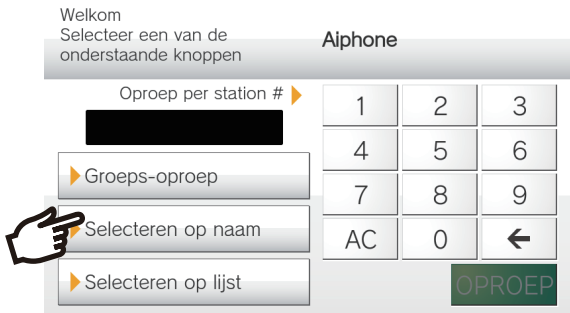 Welkom
Selecteer een van de
onderstaande knoppen
Aiphone
Oproep per station #
Groeps-oproep
Selecteren op naam
Selecteren op lijst
1 2 3
4 5 6
7 8 9
AC 0 ←
OPROEP